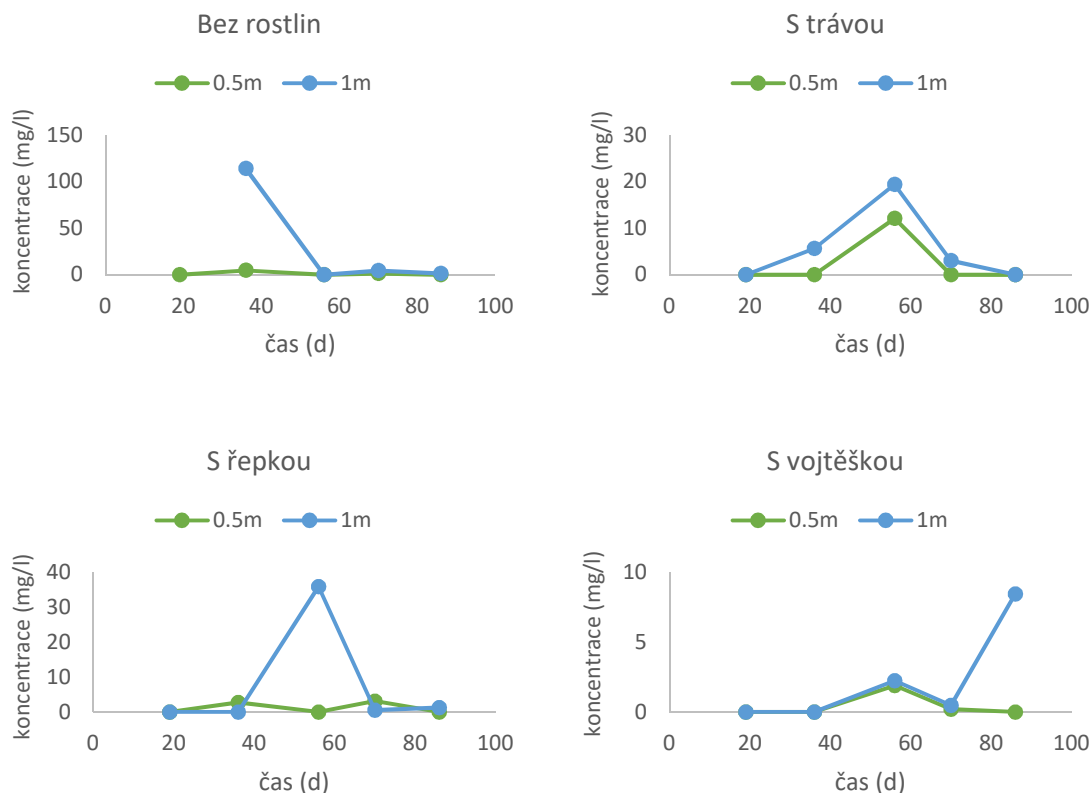 Bez rostlin
0.5m 1m
koncentrace (mg/l)
150
100
50
0
0 20 40 60 80 100
čas (d)
S trávou
0.5m 1m
koncentrace (mg/l)
30
20
10
0
0 20 40 60 80 100
čas (d)
S řepkou
0.5m 1m
koncentrace (mg/l)
40
30
20
10
0
0 20 40 60 80 100
čas (d)
S vojtěškou
0.5m 1m
koncentrace (mg/l)
10
5
0
0 20 40 60 80 100
čas (d)